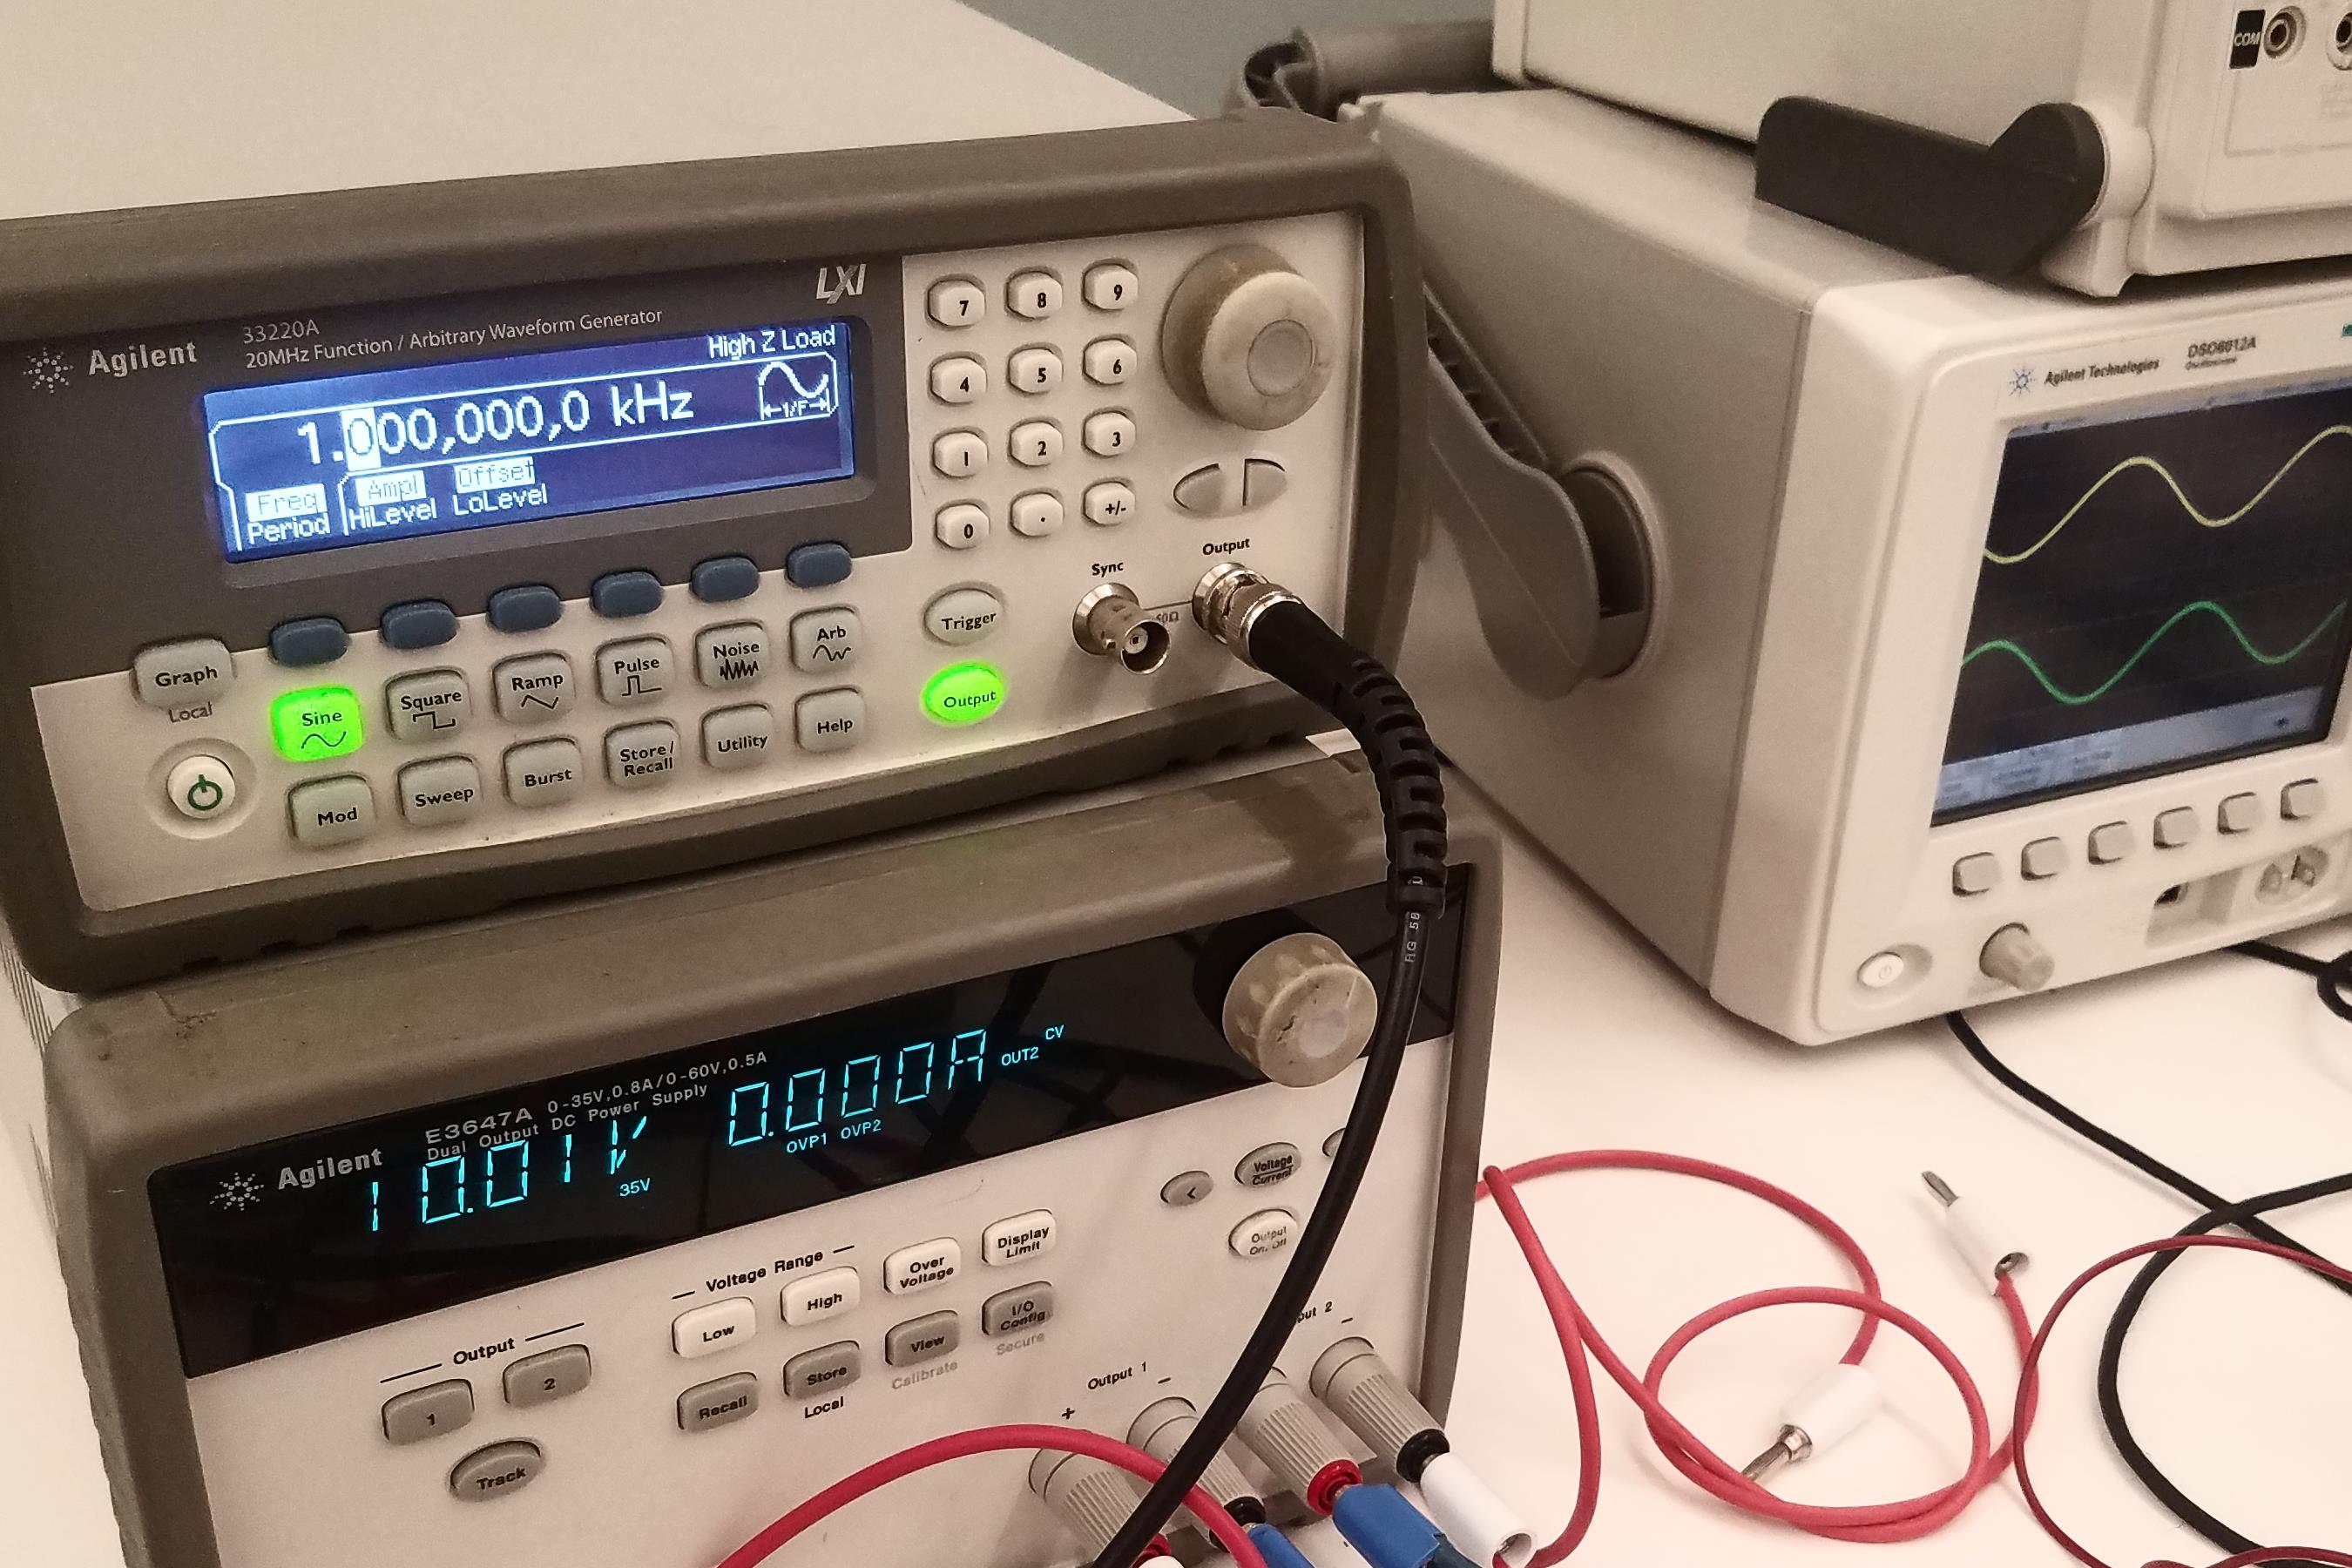 COM
LXI
33220A
20MHz Function / Arbitrary Waveform Generator
Agilent
High Z Load
1.000,000,0 kHz
←1/F→
Freq Ampl Offset
Period HiLevel LoLevel
7 8 9
4 5 6
1 2 3
0 . +/-
Sync Output
50Ω
Trigger
Output
Graph
Local
Sine Square Ramp Pulse Noise Arb
Mod Sweep Burst Store/ Recall Utility Help
Agilent Technologies
DSO6012A
Oscilloscope
RG 58
E3647A 0-35V,0.8A/0-60V,0.5A
Dual Output DC Power Supply
Agilent
10.01V 0.000A OUT2 CV
35V OVP1 OVP2
Voltage Range
Low High Over Voltage Display Limit
Recall Store View I/O Config
Local Calibrate Secure
Output
1 2
Track
<
Voltage
Current
Output
On/Off
Output 1
+ -
2
-